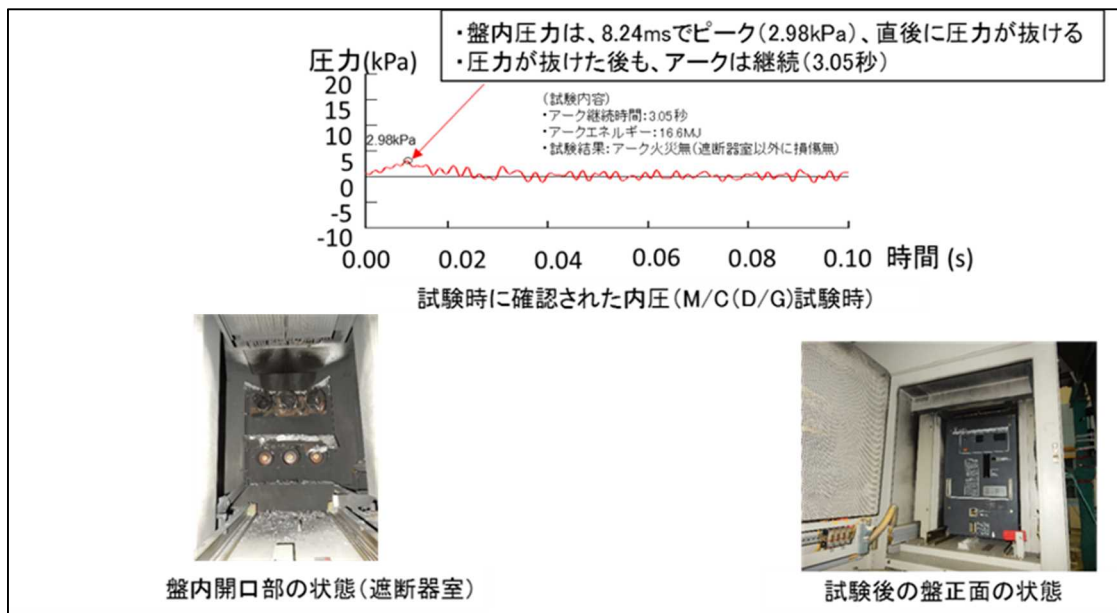 ・盤内圧力は、8.24msでピーク(2.98kPa)、直後に圧力が抜ける
・圧力が抜けた後も、アークは継続(3.05秒)
圧力(kPa)
20
15
10
5
0
-5
-10
2.98kPa
(試験内容)
・アーク継続時間:3.05秒
・アークエネルギー:16.6MJ
・試験結果:アーク火災無(遮断器室以外に損傷無)
0.00 0.02 0.04 0.06 0.08 0.10 時間 (s)
試験時に確認された内圧(M/C(D/G)試験時)
盤内開口部の状態(遮断器室)
試験後の盤正面の状態